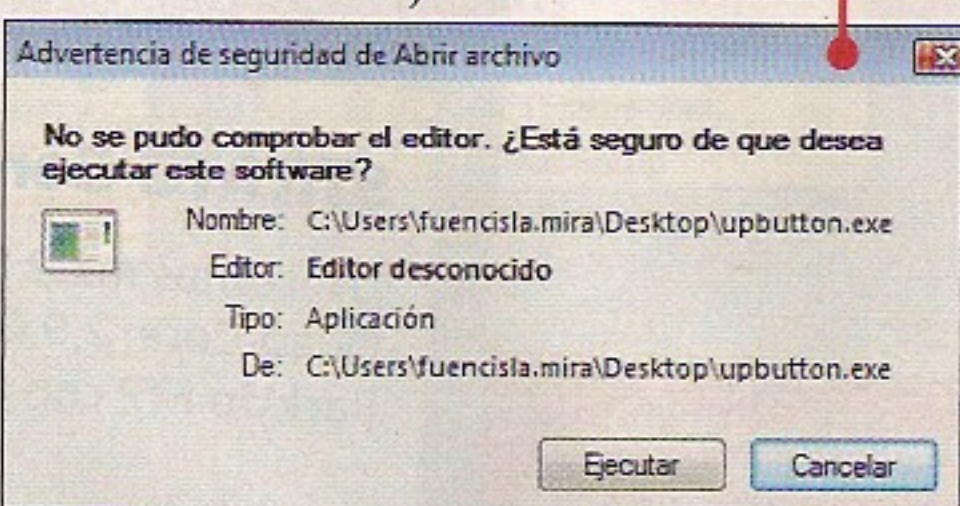 Advertencia de seguridad de Abrir archivo
No se pudo comprobar el editor. ¿Está seguro de que desea
ejecutar este software?
Nombre: C:\Users\fuencisla.mira\Desktop\upbutton.exe
Editor: Editor desconocido
Tipo: Aplicación
De: C:\Users\fuencisla.mira\Desktop\upbutton.exe
Ejecutar Cancelar